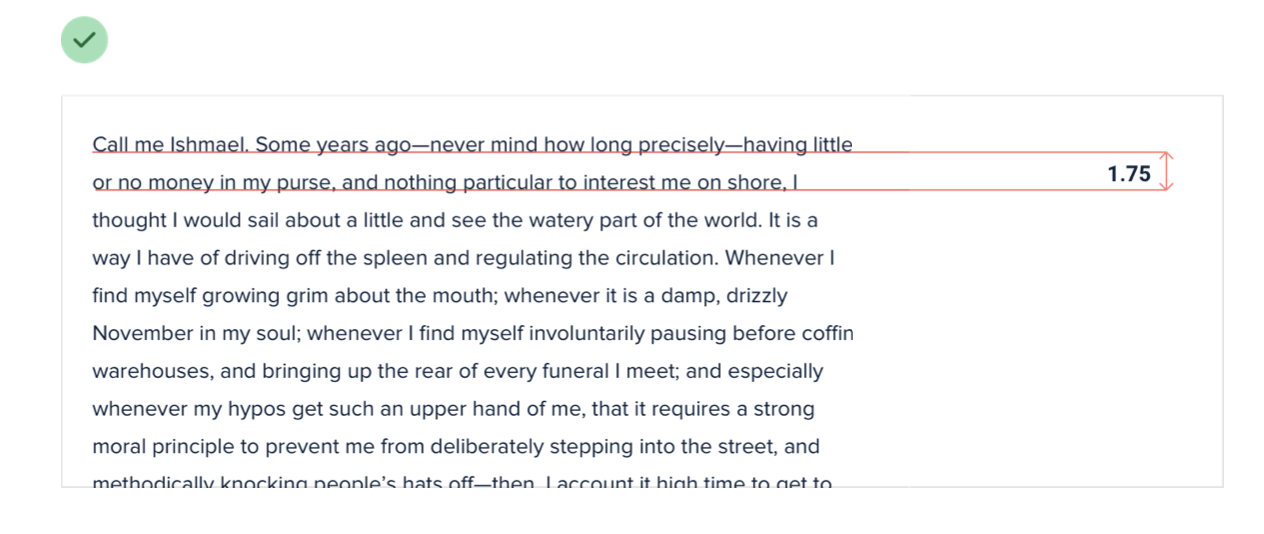 Call me Ishmael. Some years ago—never mind how long precisely—having little
or no money in my purse, and nothing particular to interest me on shore, I
1.75
thought I would sail about a little and see the watery part of the world. It is a
way I have of driving off the spleen and regulating the circulation. Whenever I
find myself growing grim about the mouth; whenever it is a damp, drizzly
November in my soul; whenever I find myself involuntarily pausing before coffin
warehouses, and bringing up the rear of every funeral I meet; and especially
whenever my hypos get such an upper hand of me, that it requires a strong
moral principle to prevent me from deliberately stepping into the street, and
methodically knocking people’s hats off—then, I account it high time to get to